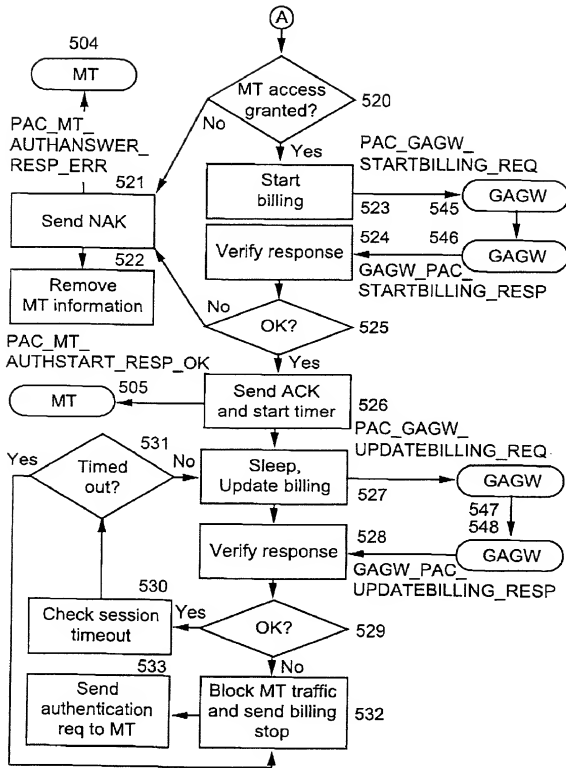 A
504
MT
MT access
granted?
520
No
PAC_MT_
AUTHANSWER_
RESP_ERR
521
Yes
PAC_GAGW_
STARTBILLING_REQ
Start
billing
523
545
GAGW
Send NAK
522
524
546
Verify response
GAGW
GAGW_PAC_
STARTBILLING_RESP
Remove
MT information
No
OK?
525
PAC_MT_
AUTHSTART_RESP_OK
Yes
505
MT
Send ACK
and start timer
526
531
PAC_GAGW_
UPDATEBILLING_REQ
Yes
Timed
out?
No
Sleep,
Update billing
527
GAGW
547
548
528
Verify response
GAGW
GAGW_PAC_
UPDATEBILLING_RESP
530
Check session
timeout
Yes
OK?
529
533
No
Send
authentication
req to MT
Block MT traffic
and send billing
stop
532